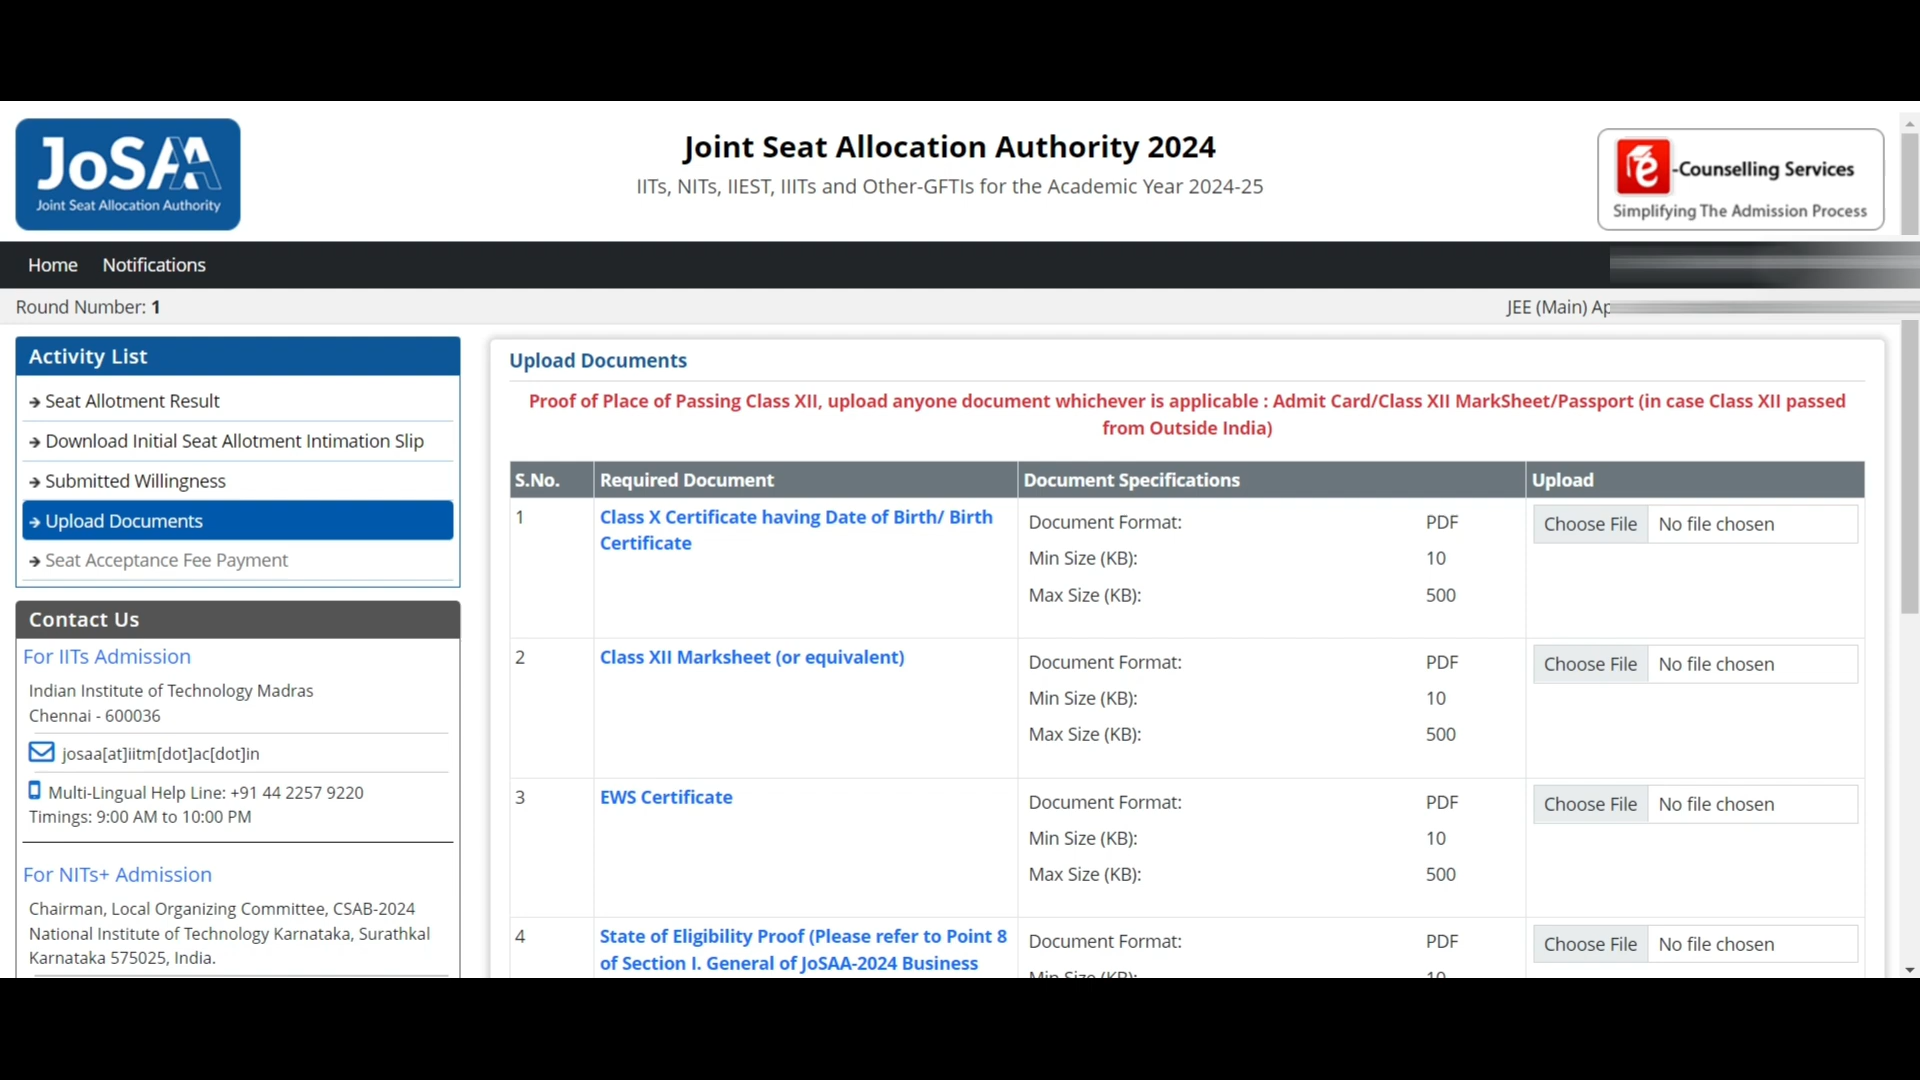 JoSAA
Joint Seat Allocation Authority
Joint Seat Allocation Authority 2024
IITs, NITs, IIEST, IIITs and Other-GFTIs for the Academic Year 2024-25
e-Counselling Services
Simplifying The Admission Process
Home Notifications
Round Number: 1
JEE (Main) Ap
Activity List
Seat Allotment Result
Download Initial Seat Allotment Intimation Slip
Submitted Willingness
Upload Documents
Seat Acceptance Fee Payment
Contact Us
For IITs Admission
Indian Institute of Technology Madras
Chennai - 600036
josaa[at]iitm[dot]ac[dot]in
Multi-Lingual Help Line: +91 44 2257 9220
Timings: 9:00 AM to 10:00 PM
For NITs+ Admission
Chairman, Local Organizing Committee, CSAB-2024
National Institute of Technology Karnataka, Surathkal
Karnataka 575025, India.
Upload Documents
Proof of Place of Passing Class XII, upload anyone document whichever is applicable : Admit Card/Class XII MarkSheet/Passport (in case Class XII passed
from Outside India)
S.No. Required Document Document Specifications Upload
1 Class X Certificate having Date of Birth/ Birth
Certificate
Document Format: PDF
Min Size (KB): 10
Max Size (KB): 500
Choose File No file chosen
2 Class XII Marksheet (or equivalent)
Document Format: PDF
Min Size (KB): 10
Max Size (KB): 500
Choose File No file chosen
3 EWS Certificate
Document Format: PDF
Min Size (KB): 10
Max Size (KB): 500
Choose File No file chosen
4 State of Eligibility Proof (Please refer to Point 8
of Section I. General of JoSAA-2024 Business
Document Format: PDF
Min Size (KB): 10
Choose File No file chosen